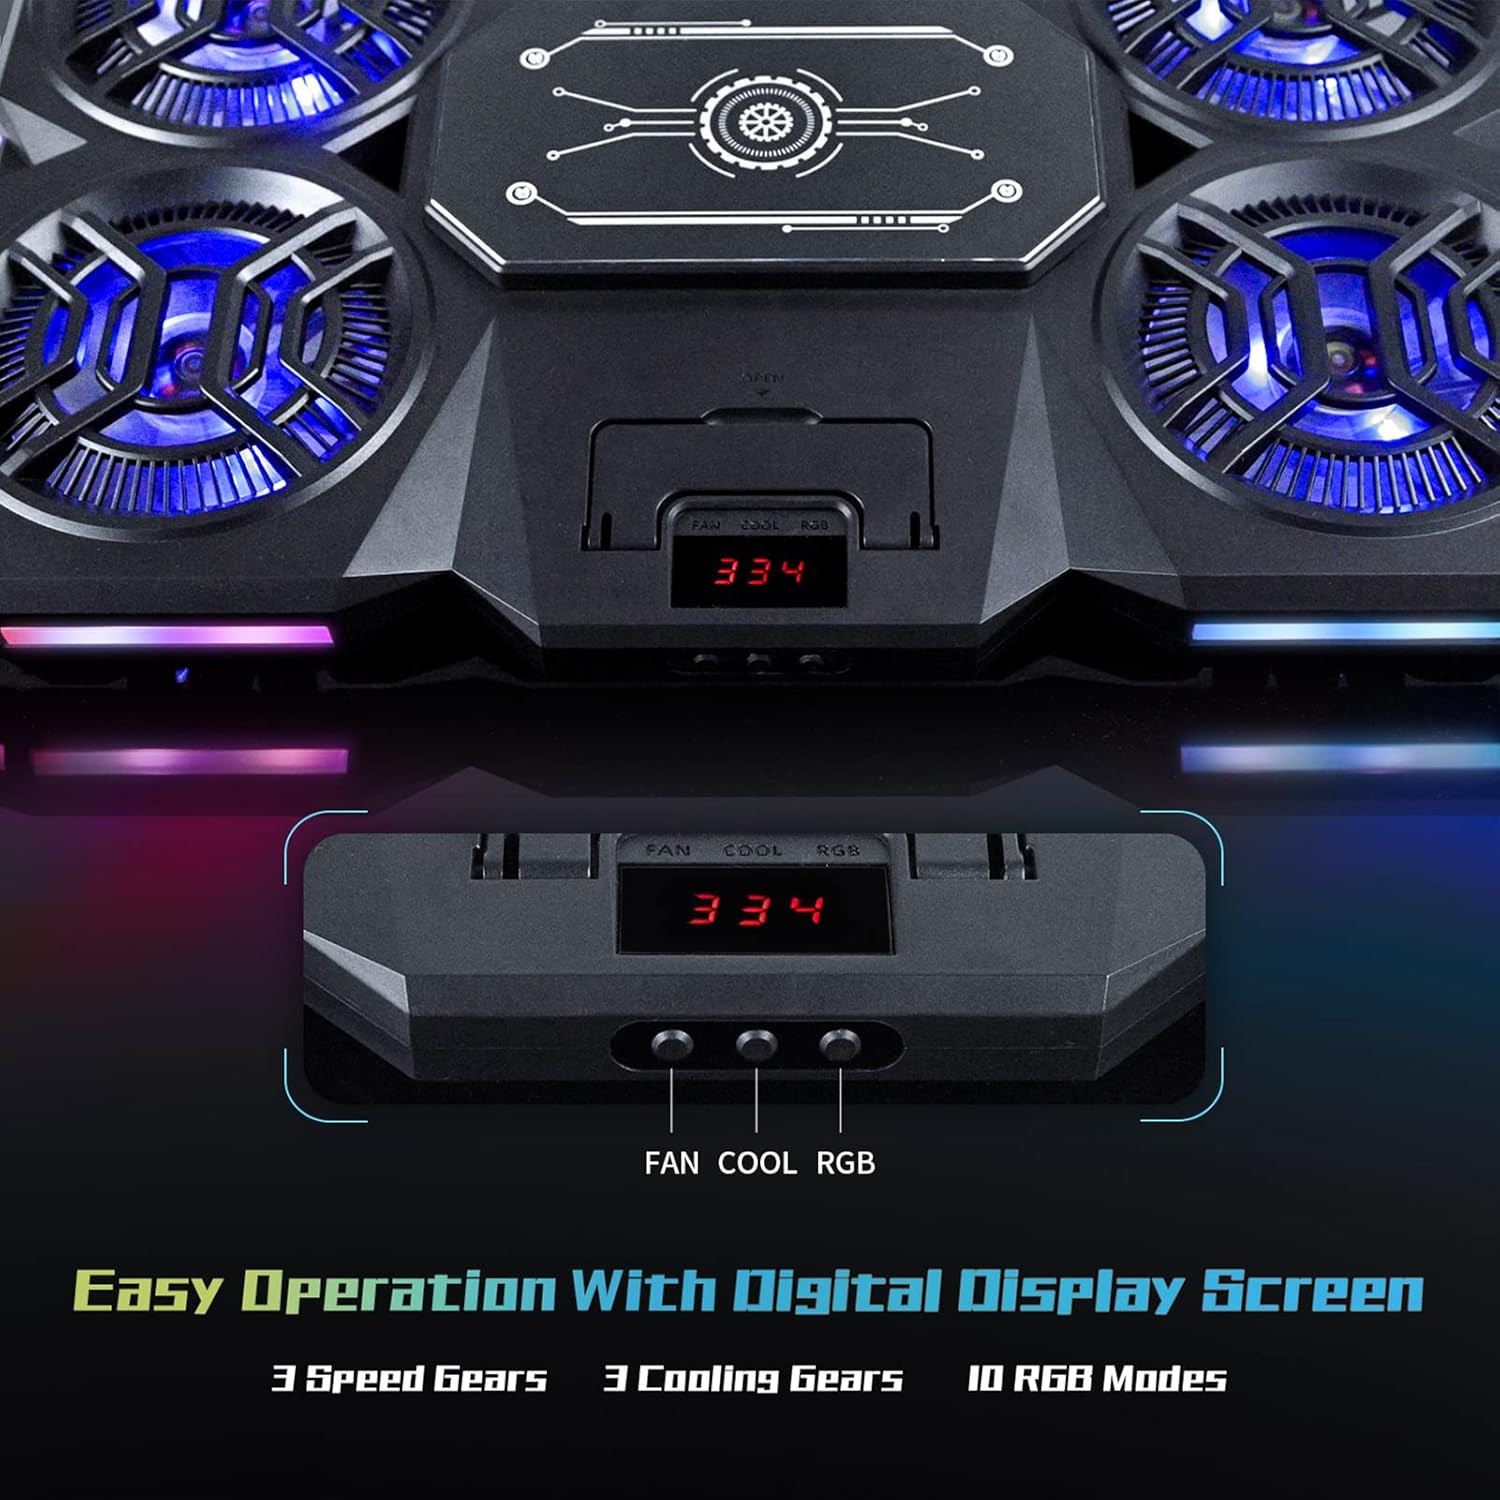 OPEN
FAN COOL RGB
334
FAN COOL RGB
334
FAN COOL RGB
Easy Operation With Digital Display Screen
3 Speed Gears 3 Cooling Gears 10 RGB Modes